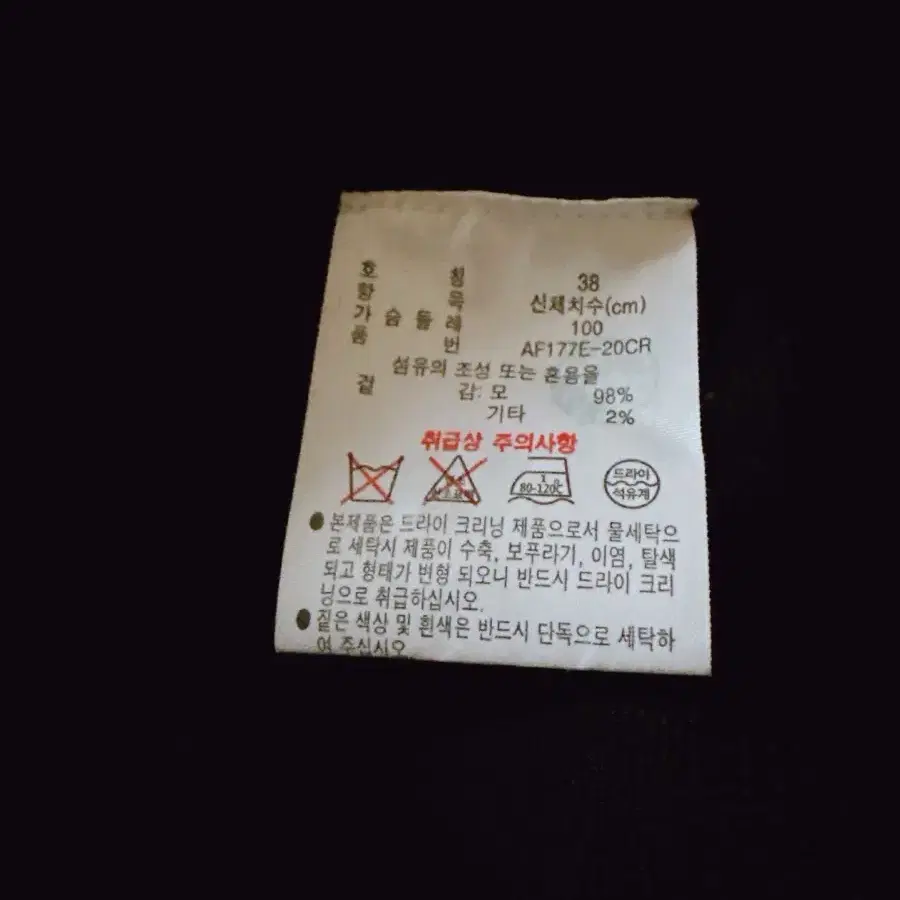 호칭 38
항목 신체치수(cm)
가슴둘레 100
품번 AF177E-20CR
섬유의 조성 또는 혼용율
겉감: 모 98%
기타 2%
취급상 주의사항
80-120℃
드라이
석유계
본제품은 드라이 크리닝 제품으로서 물세탁으
로 세탁시 제품이 수축, 보푸라기, 이염, 탈색
되고 형태가 변형 되오니 반드시 드라이 크리
닝으로 취급하십시오.
짙은 색상 및 흰색은 반드시 단독으로 세탁하
여 주십시오